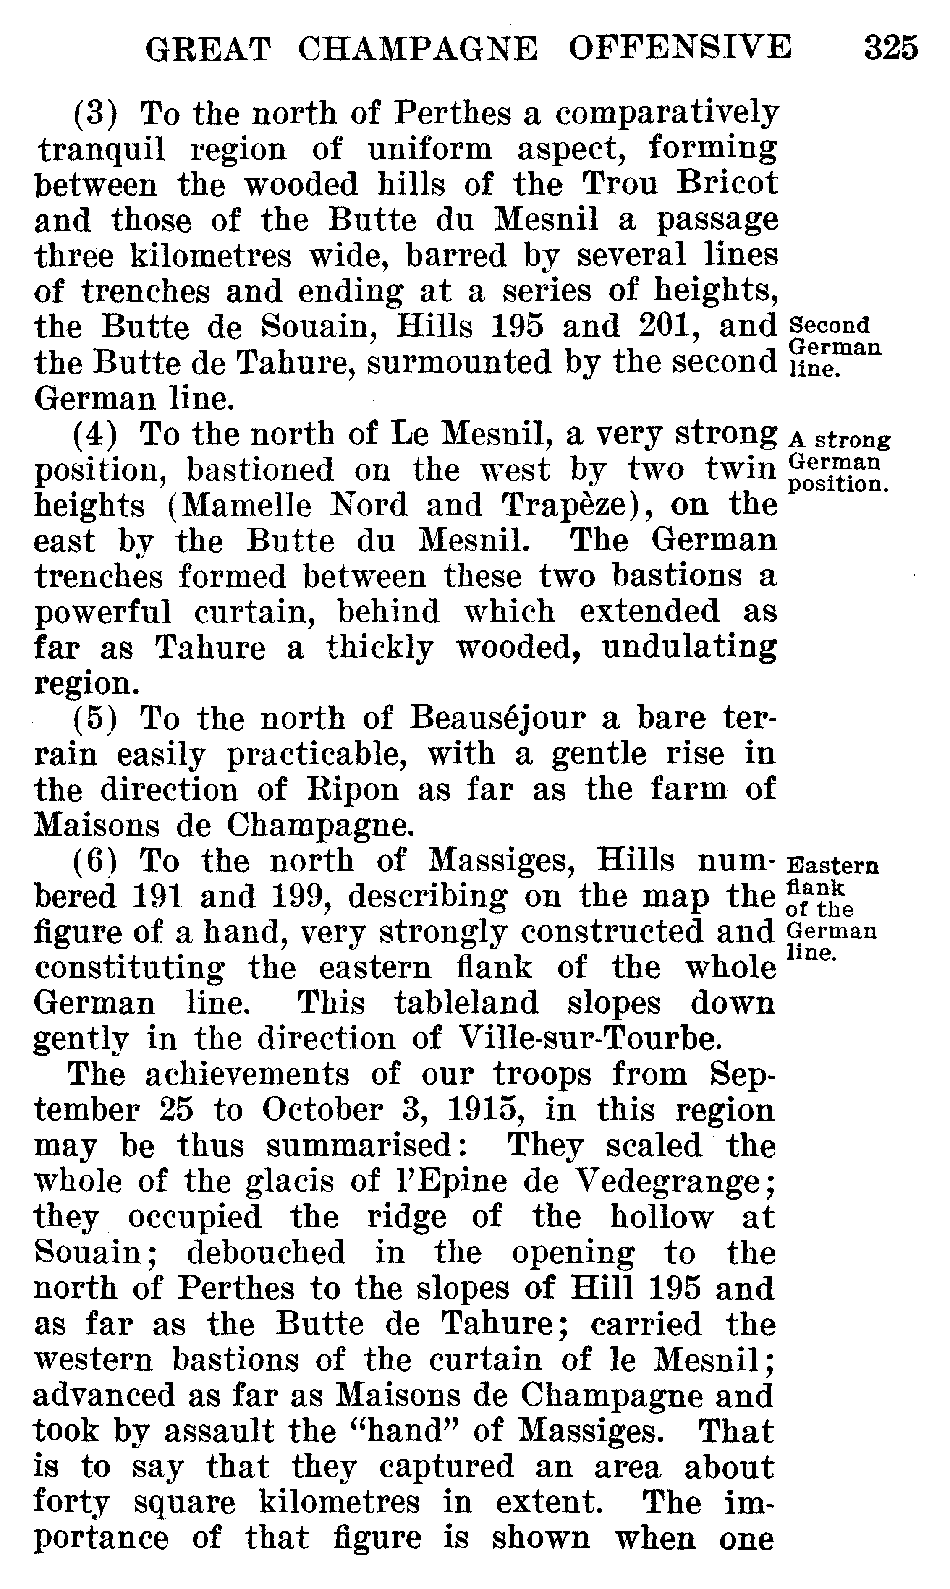 GREAT CHAMPAGNE OFFENSIVE 325
(3) To the north of Perthes a comparatively
tranquil region of uniform aspect, forming
between the wooded hills of the Trou Bricot
and those of the Butte du Mesnil a passage
three kilometres wide, barred by several lines
of trenches and ending at a series of heights,
the Butte de Souain, Hills 195 and 201, and
the Butte de Tahure, surmounted by the second
German line.
Second
German
line.
(4) To the north of Le Mesnil, a very strong
position, bastioned on the west by two twin
heights (Mamelle Nord and Trapèze), on the
east by the Butte du Mesnil. The German
trenches formed between these two bastions a
powerful curtain, behind which extended as
far as Tahure a thickly wooded, undulating
region.
A strong
German
position.
(5) To the north of Beauséjour a bare ter-
rain easily practicable, with a gentle rise in
the direction of Ripon as far as the farm of
Maisons de Champagne.
(6) To the north of Massiges, Hills num-
bered 191 and 199, describing on the map the
figure of a hand, very strongly constructed and
constituting the eastern flank of the whole
German line. This tableland slopes down
gently in the direction of Ville-sur-Tourbe.
Eastern
flank
of the
German
line.
The achievements of our troops from Sep-
tember 25 to October 3, 1915, in this region
may be thus summarised: They scaled the
whole of the glacis of l'Epine de Vedegrange;
they occupied the ridge of the hollow at
Souain; debouched in the opening to the
north of Perthes to the slopes of Hill 195 and
as far as the Butte de Tahure; carried the
western bastions of the curtain of le Mesnil;
advanced as far as Maisons de Champagne and
took by assault the "hand" of Massiges. That
is to say that they captured an area about
forty square kilometres in extent. The im-
portance of that figure is shown when one